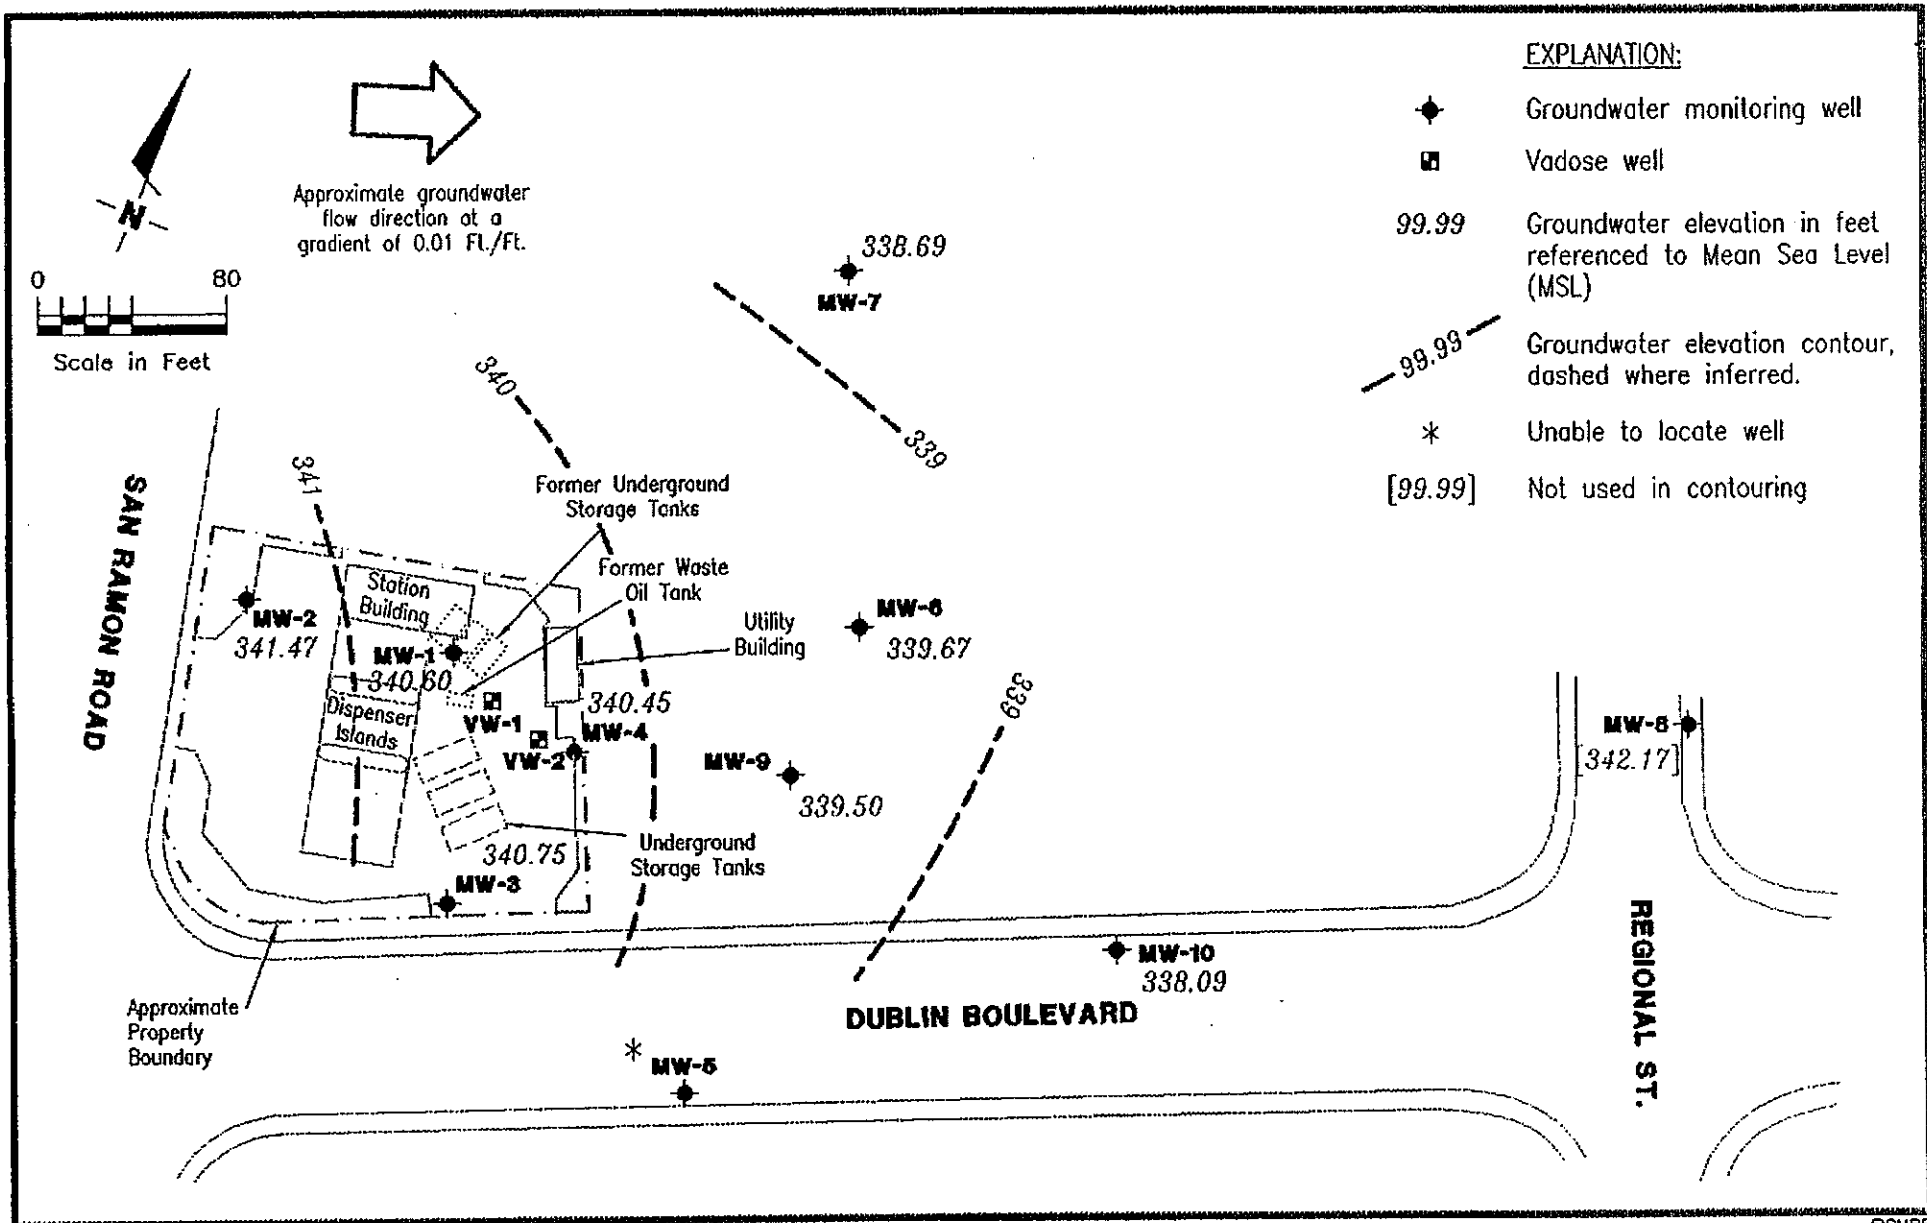 EXPLANATION:
Groundwater monitoring well
Vadose well
99.99
Groundwater elevation in feet
referenced to Mean Sea Level
(MSL)
99.99
Groundwater elevation contour,
dashed where inferred.
*
Unable to locate well
[99.99]
Not used in contouring
N
Approximate groundwater
flow direction at a
gradient of 0.01 Ft./Ft.
0
80
Scale in Feet
338.69
MW-7
340
339
341
SAN RAMON ROAD
Former Underground
Storage Tanks
Former Waste
Oil Tank
Station
Building
MW-2
341.47
MW-1
340.60
Utility
Building
MW-6
339.67
340.45
339
Dispenser
Islands
VW-1
VW-2
MW-4
MW-9
339.50
MW-8
[342.17]
340.75
Underground
Storage Tanks
MW-3
MW-10
338.09
REGIONAL ST.
Approximate
Property
Boundary
DUBLIN BOULEVARD
*
MW-5